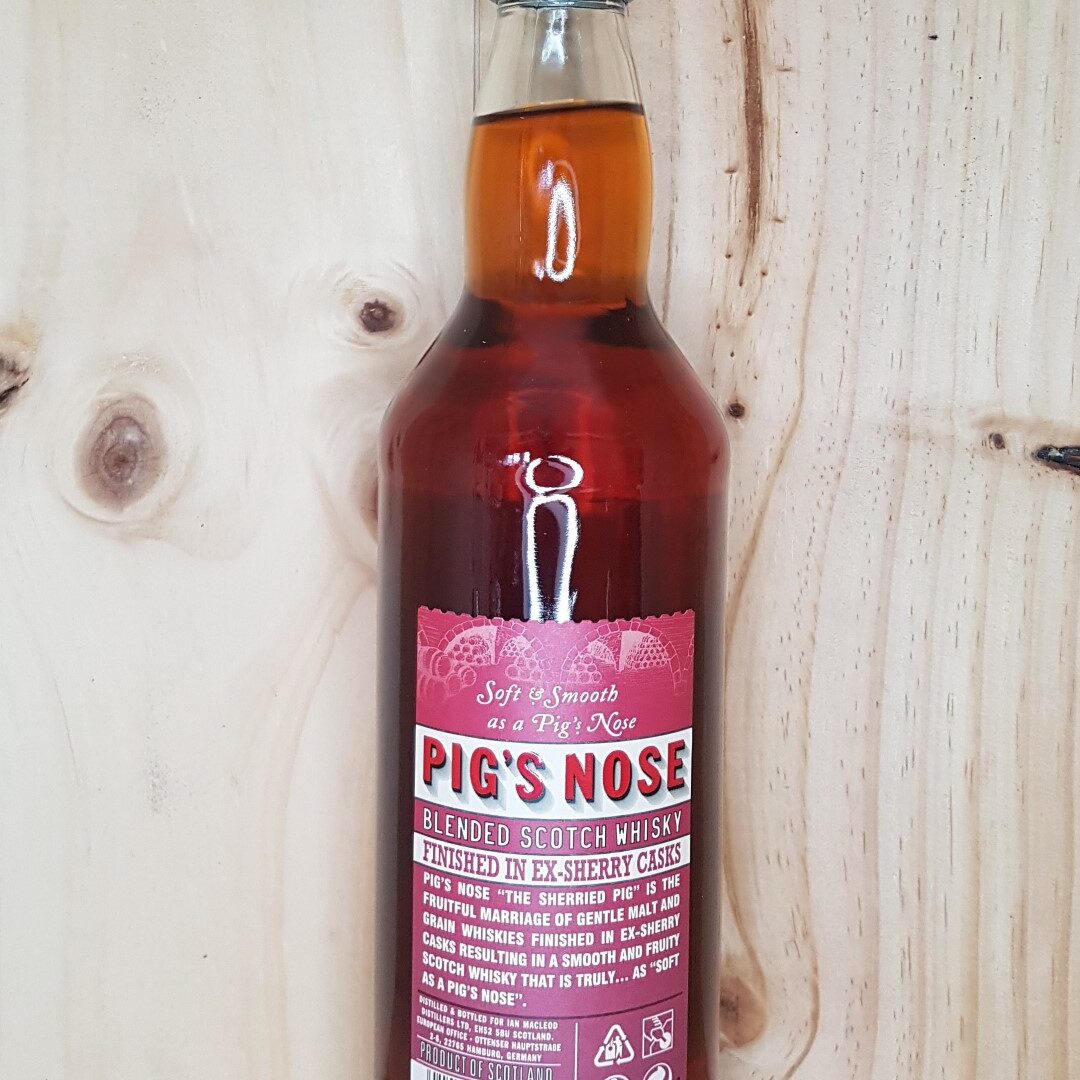 Soft & Smooth
as a Pig's Nose
PIG'S NOSE
BLENDED SCOTCH WHISKY
FINISHED IN EX-SHERRY CASKS
PIG'S NOSE “THE SHERRIED PIG” IS THE
FRUITFUL MARRIAGE OF GENTLE MALT AND
GRAIN WHISKIES FINISHED IN EX-SHERRY
CASKS RESULTING IN A SMOOTH AND FRUITY
SCOTCH WHISKY THAT IS TRULY... AS “SOFT
AS A PIG'S NOSE”.
DISTILLED & BOTTLED FOR IAN MACLEOD
DISTILLERS LTD, EH52 5BU SCOTLAND.
EUROPEAN OFFICE - OTTENSER HAUPTSTRASE
2-6, 22765 HAMBURG, GERMANY
PRODUCT OF SCOTLAND